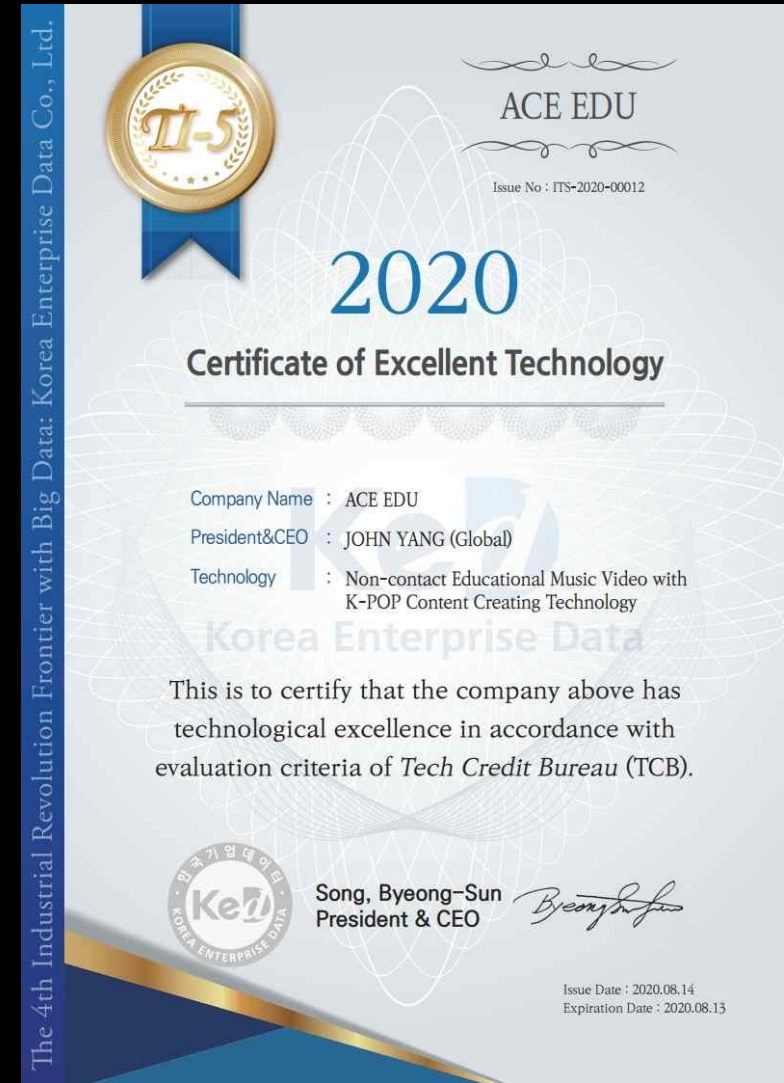 The 4th Industrial Revolution Frontier with Big Data: Korea Enterprise Data Co., Ltd.
TI-5
ACE EDU
Issue No : ITS-2020-00012
2020
Certificate of Excellent Technology
Company Name : ACE EDU
President&CEO : JOHN YANG (Global)
Technology : Non-contact Educational Music Video with
K-POP Content Creating Technology
Ked
Korea Enterprise Data
This is to certify that the company above has
technological excellence in accordance with
evaluation criteria of Tech Credit Bureau (TCB).
한국기업데이터
Ked
KOREA ENTERPRISE DATA
Song, Byeong-Sun
President & CEO
Issue Date : 2020.08.14
Expiration Date : 2020.08.13